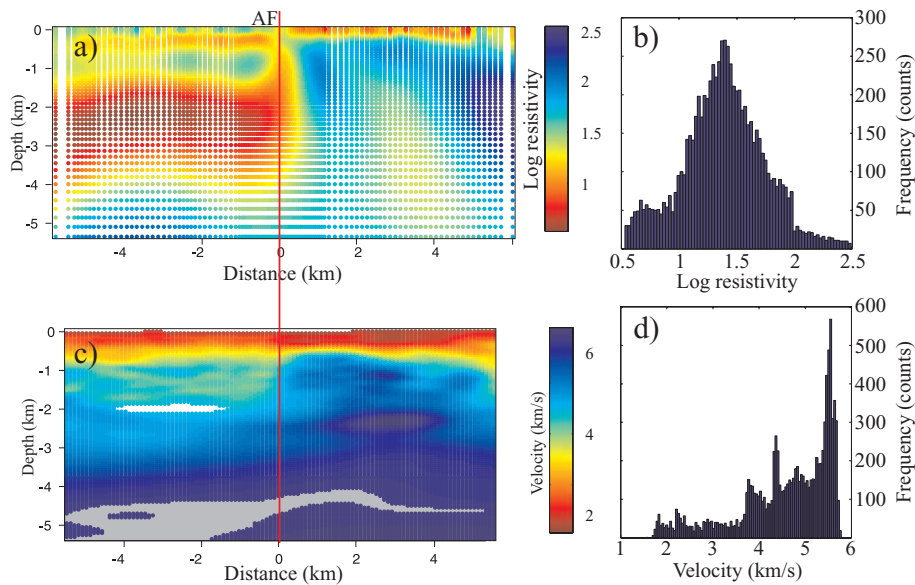 AF
a)
0
-1
-2
-3
-4
-5
Depth (km)
-4 -2 0 2 4
Distance (km)
2.5
2
1.5
1
Log resistivity
b)
300
250
200
150
100
50
Frequency (counts)
0.5 1 1.5 2 2.5
Log resistivity
c)
0
-1
-2
-3
-4
-5
Depth (km)
-4 -2 0 2 4
Distance (km)
6
4
2
Velocity (km/s)
d)
600
500
400
300
200
100
Frequency (counts)
1 2 3 4 5 6
Velocity (km/s)